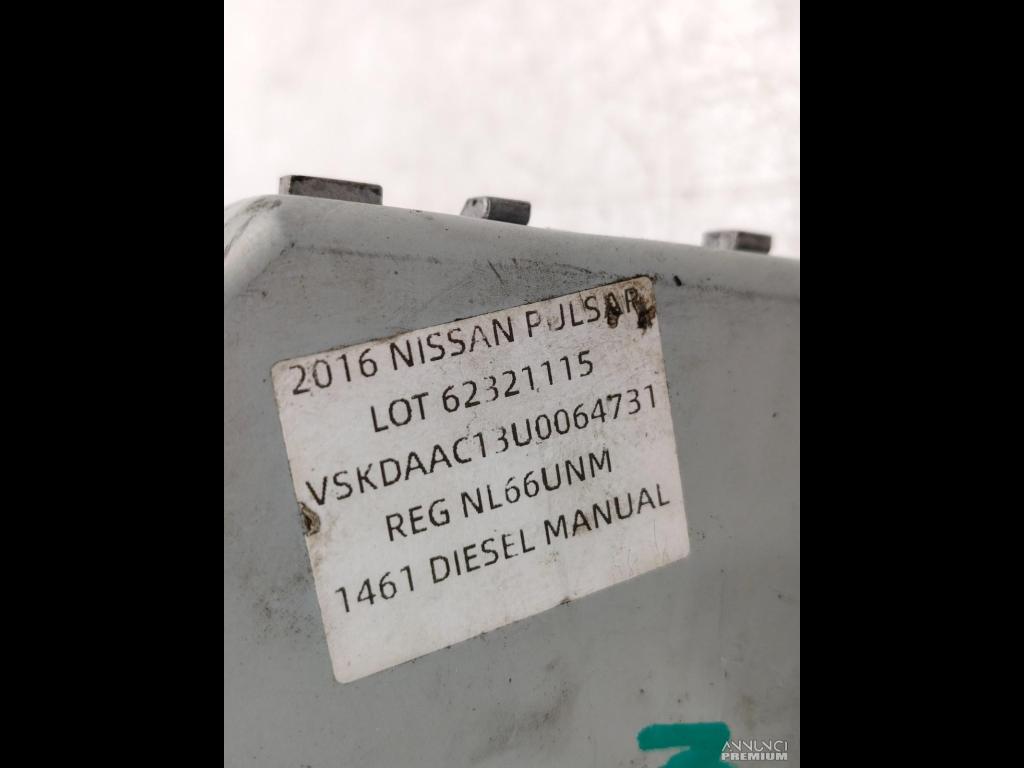 2016 NISSAN PULSAR
LOT 62321115
VSKDAAC13U0064731
REG NL66UNM
1461 DIESEL MANUAL
ANNUNCI
PREMIUM